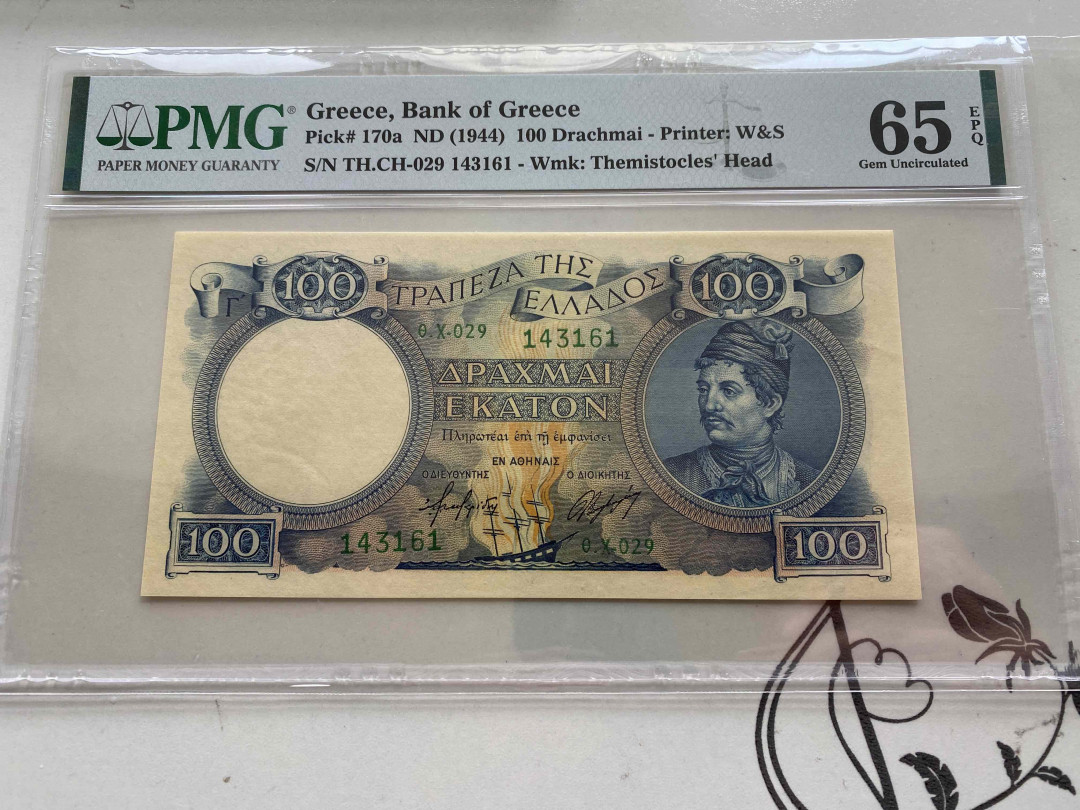 PMG®
PAPER MONEY GUARANTY
Greece, Bank of Greece
Pick# 170a ND (1944) 100 Drachmai - Printer: W&S
S/N TH.CH-029 143161 - Wmk: Themistocles' Head
65 EPQ
Gem Uncirculated
Γ'
100
ΤΡΑΠΕΖΑ ΤΗΣ
ΕΛΛΑΔΟΣ
100
θ.Χ-029 143161
ΔΡΑΧΜΑΙ
ΕΚΑΤΟΝ
Πληρωτέαι ἐπὶ τῇ ἐμφανίσει
ΕΝ ΑΘΗΝΑΙΣ
Ο ΔΙΕΥΘΥΝΤΗΣ Ο ΔΙΟΙΚΗΤΗΣ
100
143161 θ.Χ-029
100